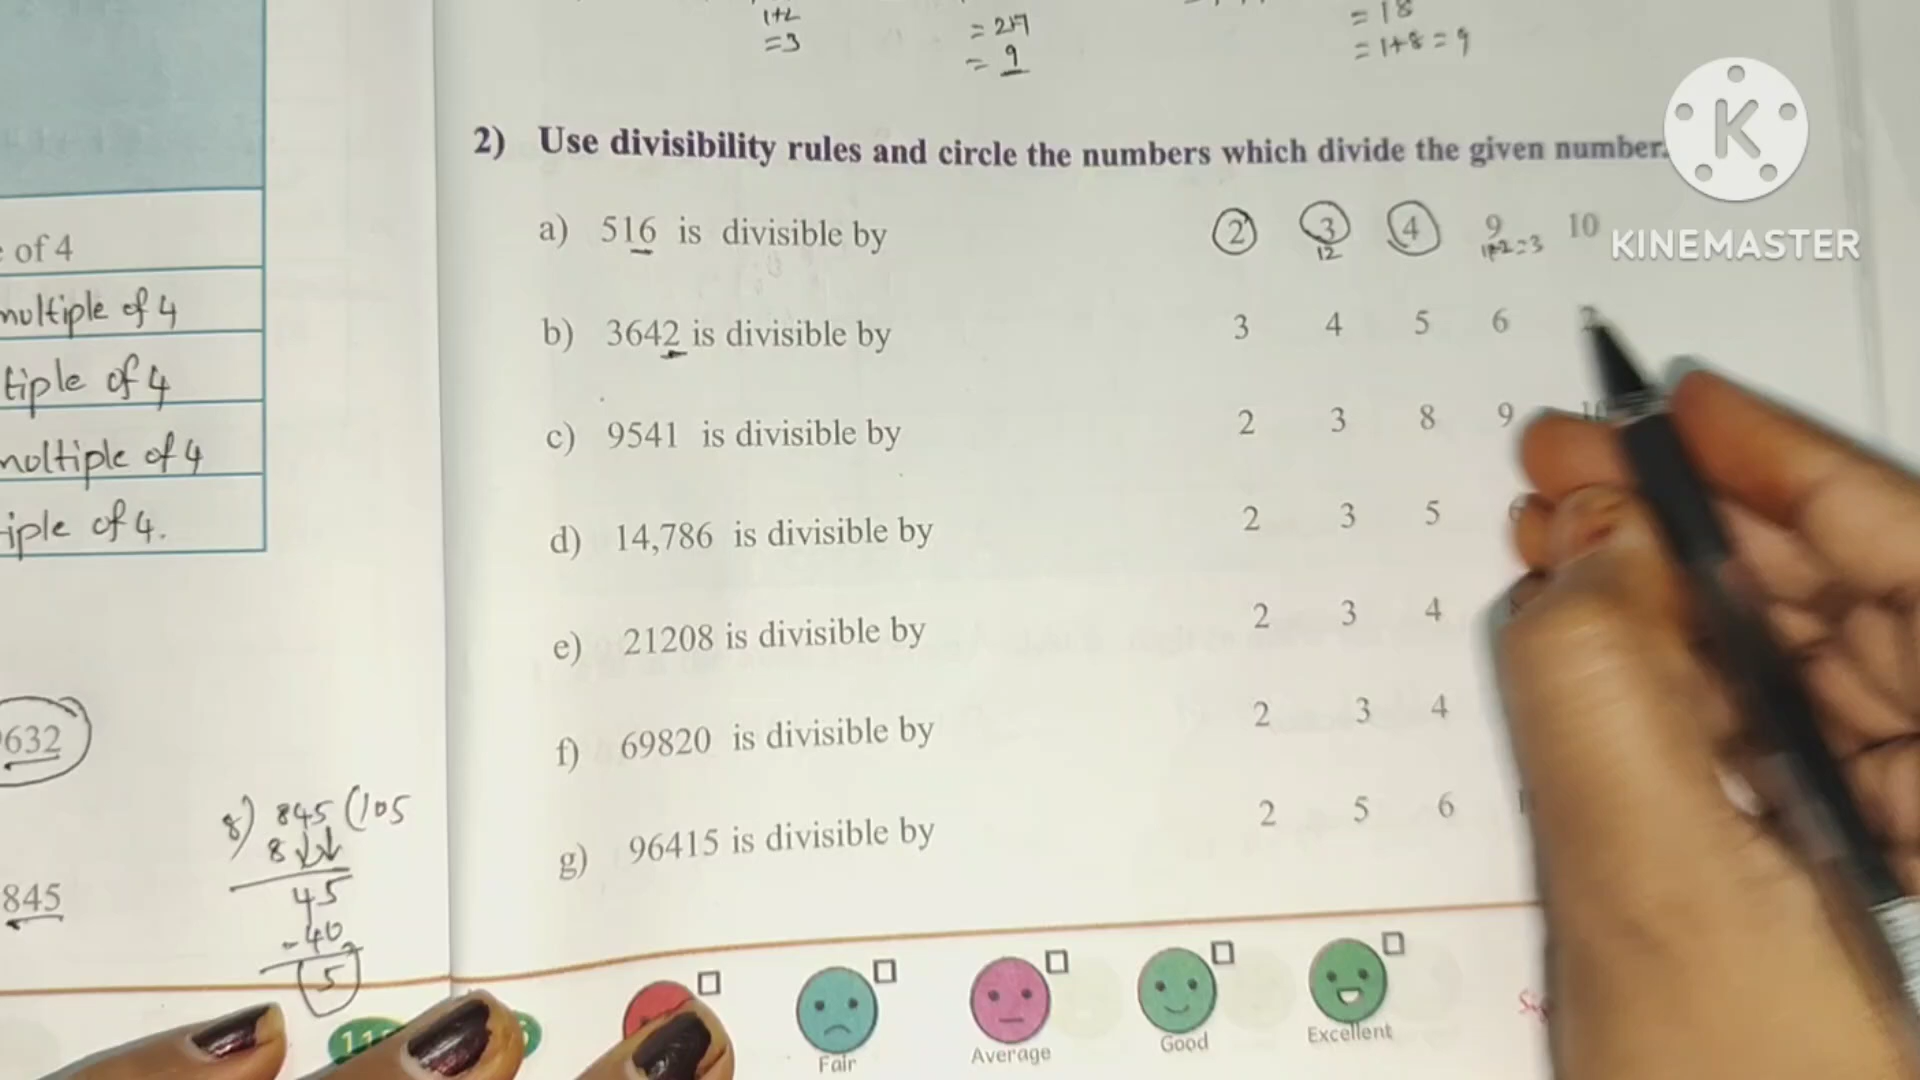 1+2
=3
= 2+7
= 9
= 18
= 1+8 = 9
2) Use divisibility rules and circle the numbers which divide the given number.
a) 516 is divisible by 2 3 4 9 10
12 1+2=3
b) 3642 is divisible by 3 4 5 6 2
c) 9541 is divisible by 2 3 8 9 10
d) 14,786 is divisible by 2 3 5
e) 21208 is divisible by 2 3 4
f) 69820 is divisible by 2 3 4
g) 96415 is divisible by 2 5 6
of 4
multiple of 4
tiple of 4
multiple of 4
iple of 4.
632
845
8) 845 (105
8
45
-40
5
Fair
Average
Good
Excellent
K
KINEMASTER